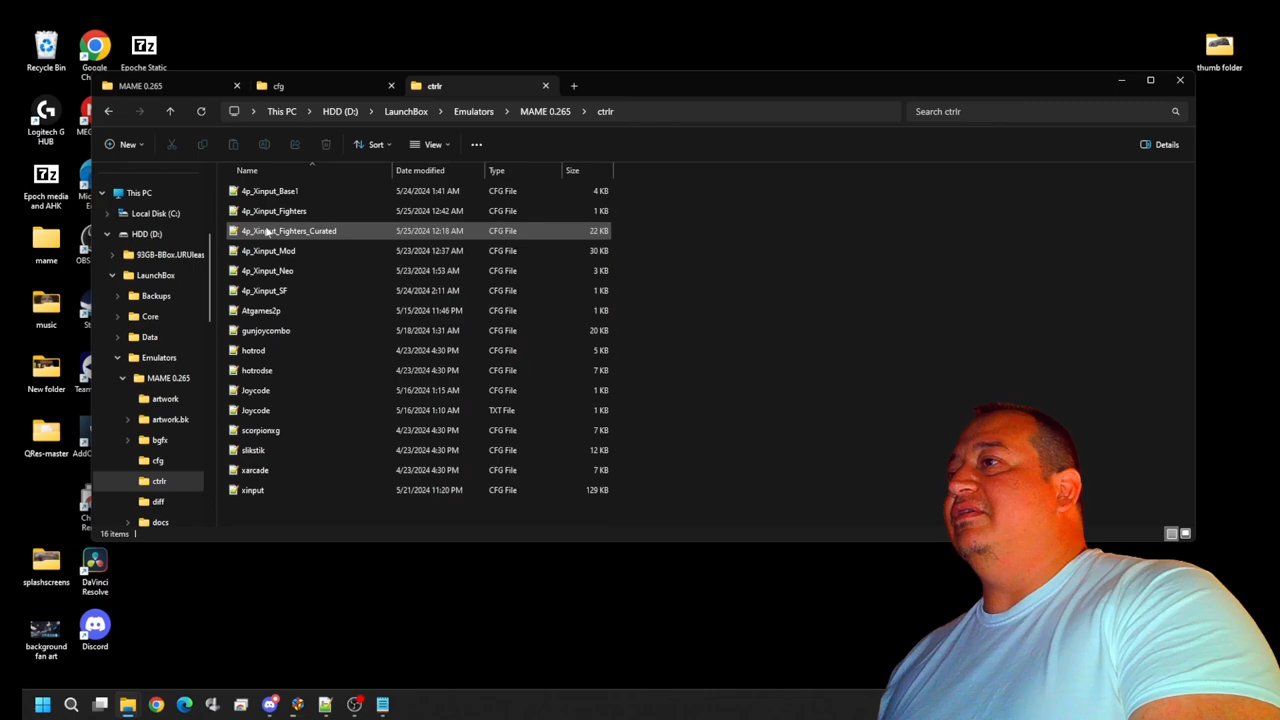 Recycle Bin
Google
Ch
Epoche Static
thumb folder
MAME 0.265
cfg
ctrlr
This PC > HDD (D:) > LaunchBox > Emulators > MAME 0.265 > ctrlr
Search ctrlr
New
Sort
View
Details
Name
Date modified
Type
Size
4p_Xinput_Base1 5/24/2024 1:41 AM CFG File 4 KB
4p_Xinput_Fighters 5/25/2024 12:42 AM CFG File 1 KB
4p_Xinput_Fighters_Curated 5/25/2024 12:18 AM CFG File 22 KB
4p_Xinput_Mod 5/23/2024 12:37 AM CFG File 30 KB
4p_Xinput_Neo 5/23/2024 1:53 AM CFG File 3 KB
4p_Xinput_SF 5/24/2024 2:11 AM CFG File 1 KB
Atgames2p 5/15/2024 11:46 PM CFG File 1 KB
gunjoycombo 5/18/2024 1:31 AM CFG File 20 KB
hotrod 4/23/2024 4:30 PM CFG File 5 KB
hotrodse 4/23/2024 4:30 PM CFG File 7 KB
Joycode 5/16/2024 1:15 AM CFG File 1 KB
Joycode 5/16/2024 1:10 AM TXT File 1 KB
scorpionxg 4/23/2024 4:30 PM CFG File 7 KB
slikstik 4/23/2024 4:30 PM CFG File 12 KB
xarcade 4/23/2024 4:30 PM CFG File 7 KB
xinput 5/21/2024 11:20 PM CFG File 129 KB
This PC
Local Disk (C:)
HDD (D:)
93GB-BBox.URUleas
LaunchBox
Backups
Core
Data
Emulators
MAME 0.265
artwork
artwork.bk
bgfx
cfg
ctrlr
diff
docs
16 items
Logitech G
HUB
MEG
7z
Epoch media
and AHK
OBS
mame
music
St
New folder
Team
QRes-master
AddC
splashscreens
DaVinci
Resolve
background
fan art
Discord